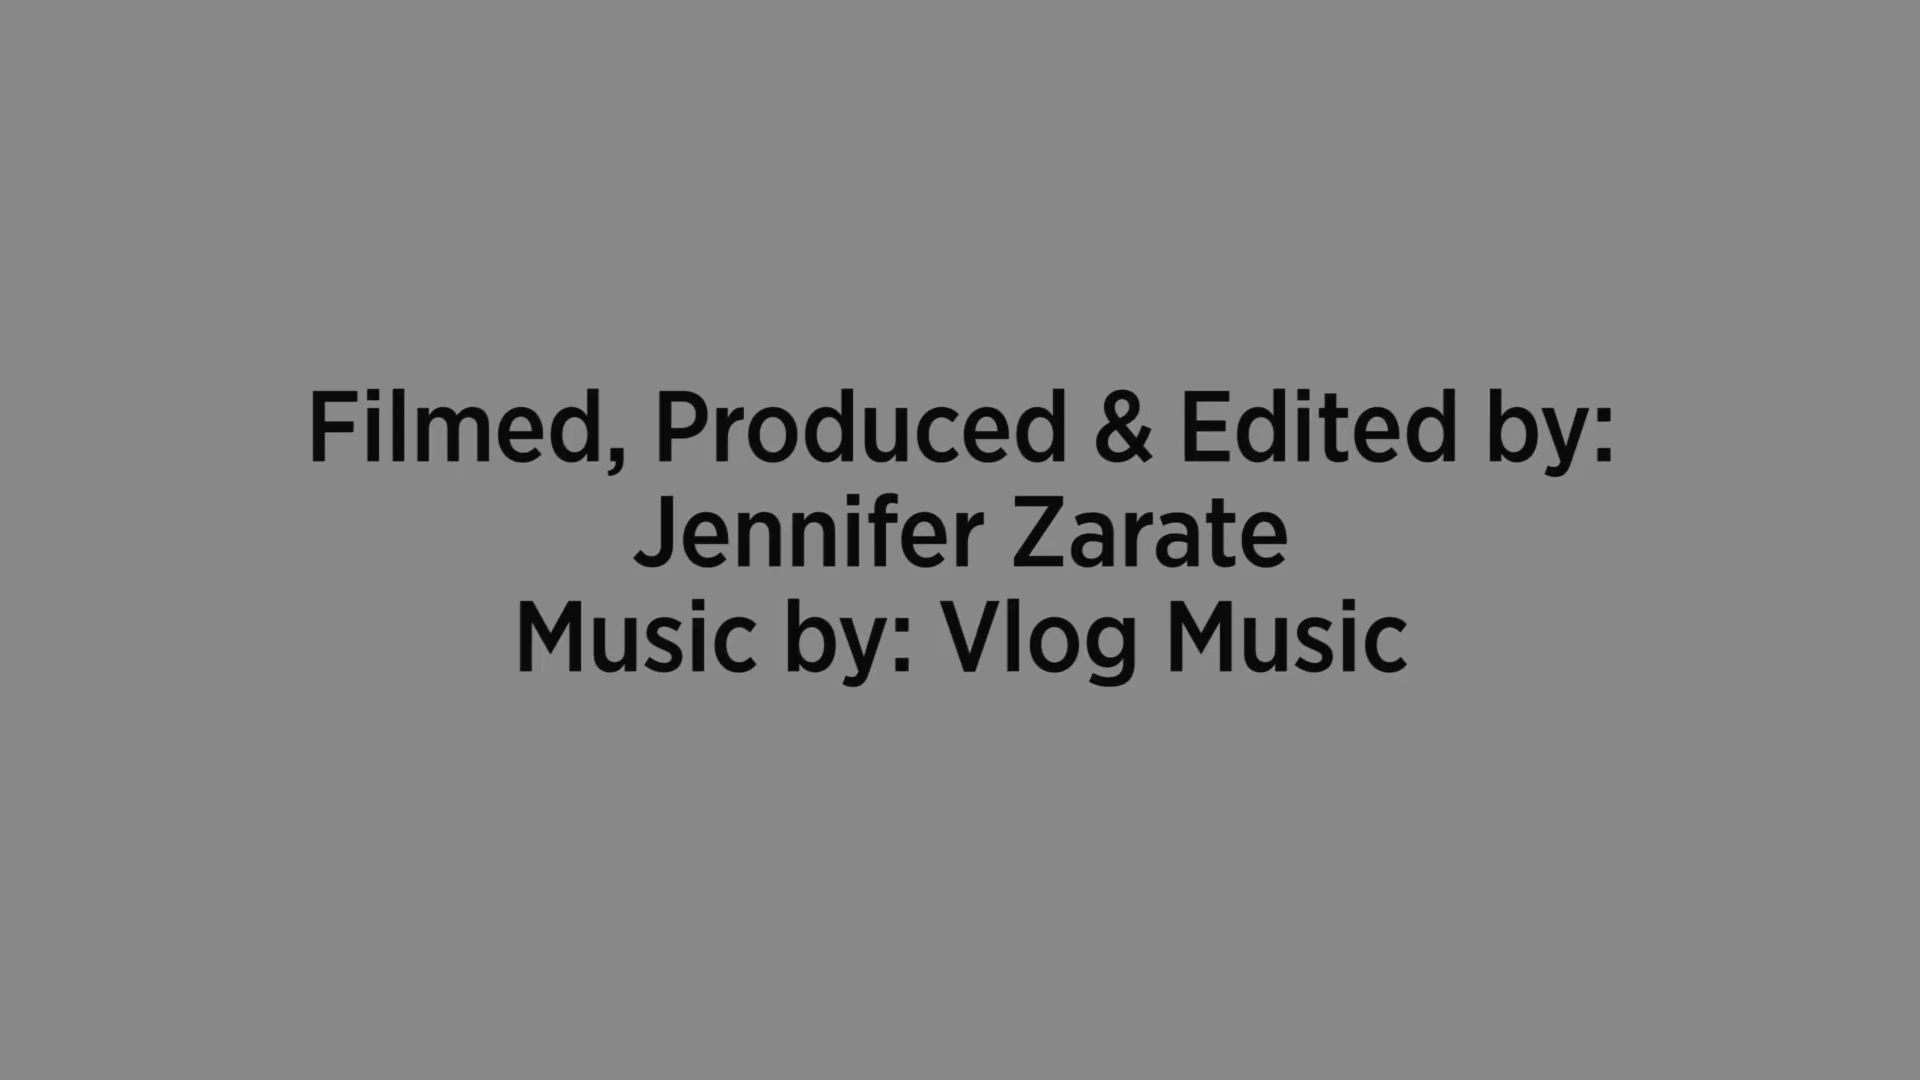 Filmed, Produced & Edited by:
Jennifer Zarate
Music by: Vlog Music